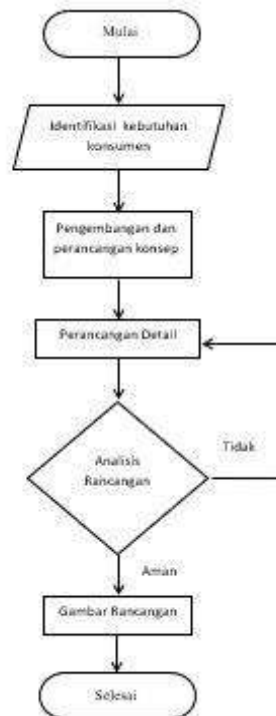 Mulai
Identifikasi kebutuhan
konsumen
Pengembangan dan
perancangan konsep
Perancangan Detail
Analisis
Rancangan
Tidak
Aman
Gambar Rancangan
Selesai